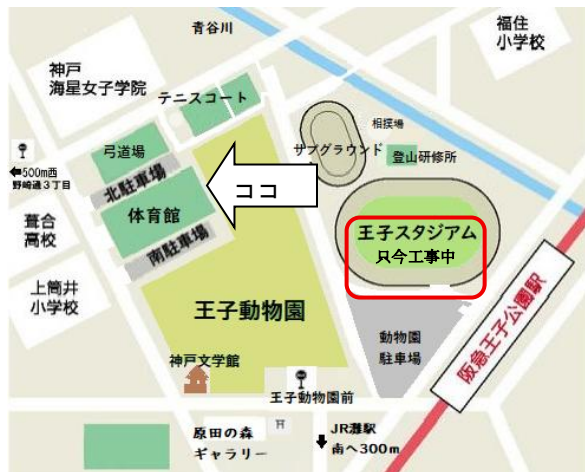 青谷川
福住
小学校
神戸
海星女子学院
テニスコート
相撲場
サブグラウンド
登山研修所
弓道場
←500m西
野崎通3丁目
北駐車場
ココ
体育館
葺合
高校
南駐車場
王子スタジアム
只今工事中
上筒井
小学校
王子動物園
阪急王子公園駅
動物園
駐車場
神戸文学館
王子動物園前
原田の森
ギャラリー
JR灘駅
南へ300m